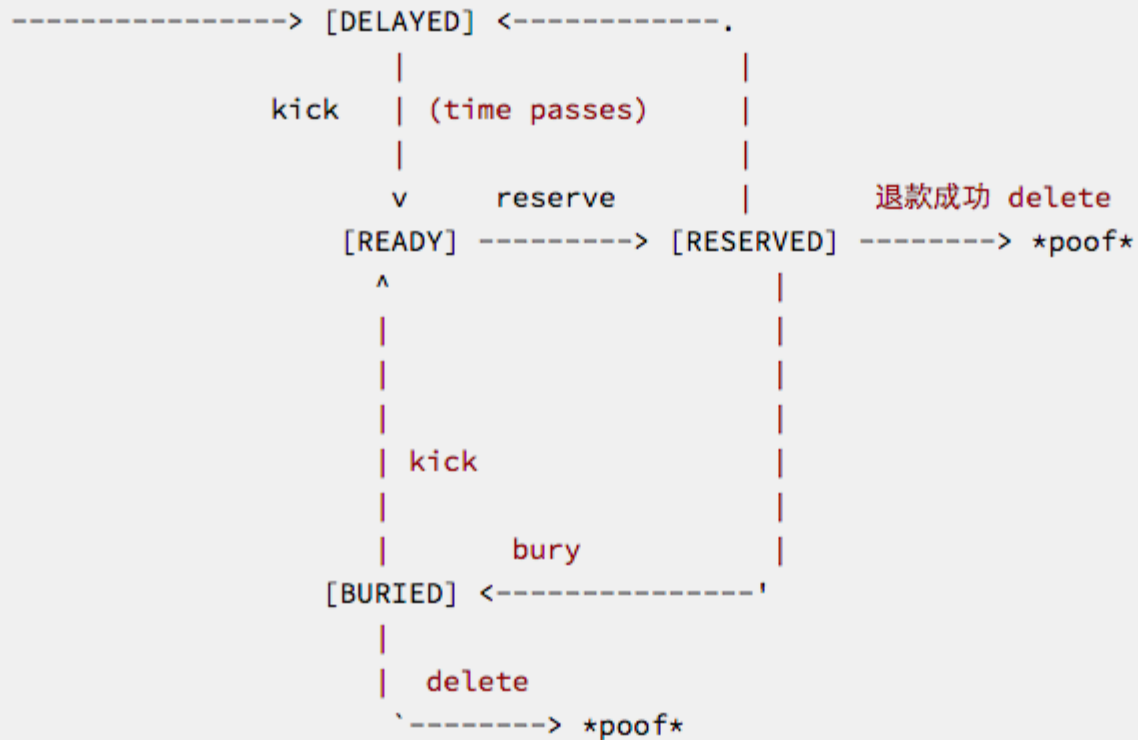 ----------------> [DELAYED] <------------.
|                    |
kick   | (time passes)      |
|                    |
v     reserve        |       退款成功 delete
[READY] ---------> [RESERVED] --------> *poof*
^                       |
|                       |
|                       |
|                       |
| kick                  |
|                       |
|       bury            |
[BURIED] <---------------'
|
|  delete
`--------> *poof*